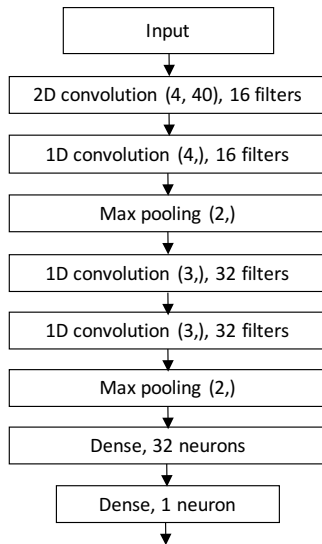 Input
2D convolution (4, 40), 16 filters
1D convolution (4,), 16 filters
Max pooling (2,)
1D convolution (3,), 32 filters
1D convolution (3,), 32 filters
Max pooling (2,)
Dense, 32 neurons
Dense, 1 neuron